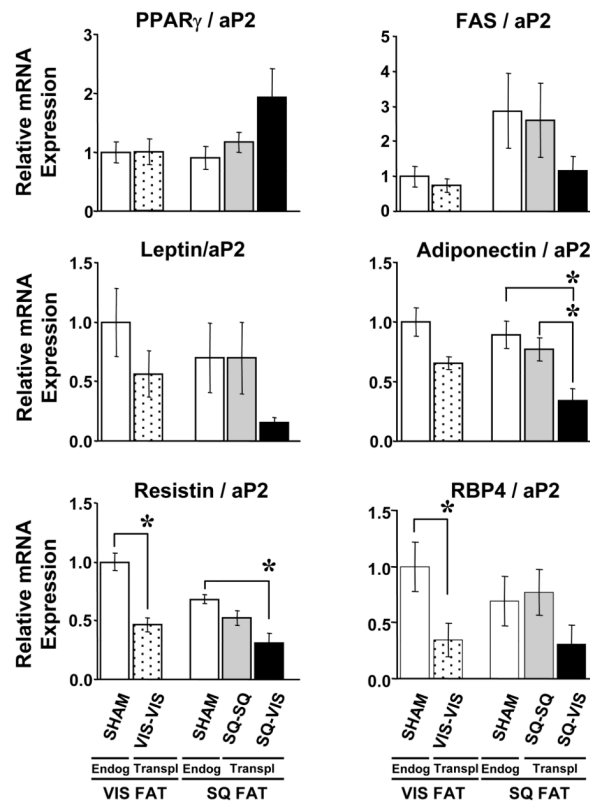 PPARγ / aP2
Relative mRNA
Expression
3
2
1
0
FAS / aP2
5
4
3
2
1
0
Leptin/aP2
Relative mRNA
Expression
1.5
1.0
0.5
0.0
Adiponectin / aP2
1.5
1.0
0.5
0.0
*
*
Resistin / aP2
Relative mRNA
Expression
1.5
1.0
0.5
0.0
*
*
RBP4 / aP2
1.5
1.0
0.5
0.0
*
SHAM
VIS-VIS
SHAM
SQ-SQ
SQ-VIS
Endog Transpl Endog Transpl
VIS FAT SQ FAT
SHAM
VIS-VIS
SHAM
SQ-SQ
SQ-VIS
Endog Transpl Endog Transpl
VIS FAT SQ FAT